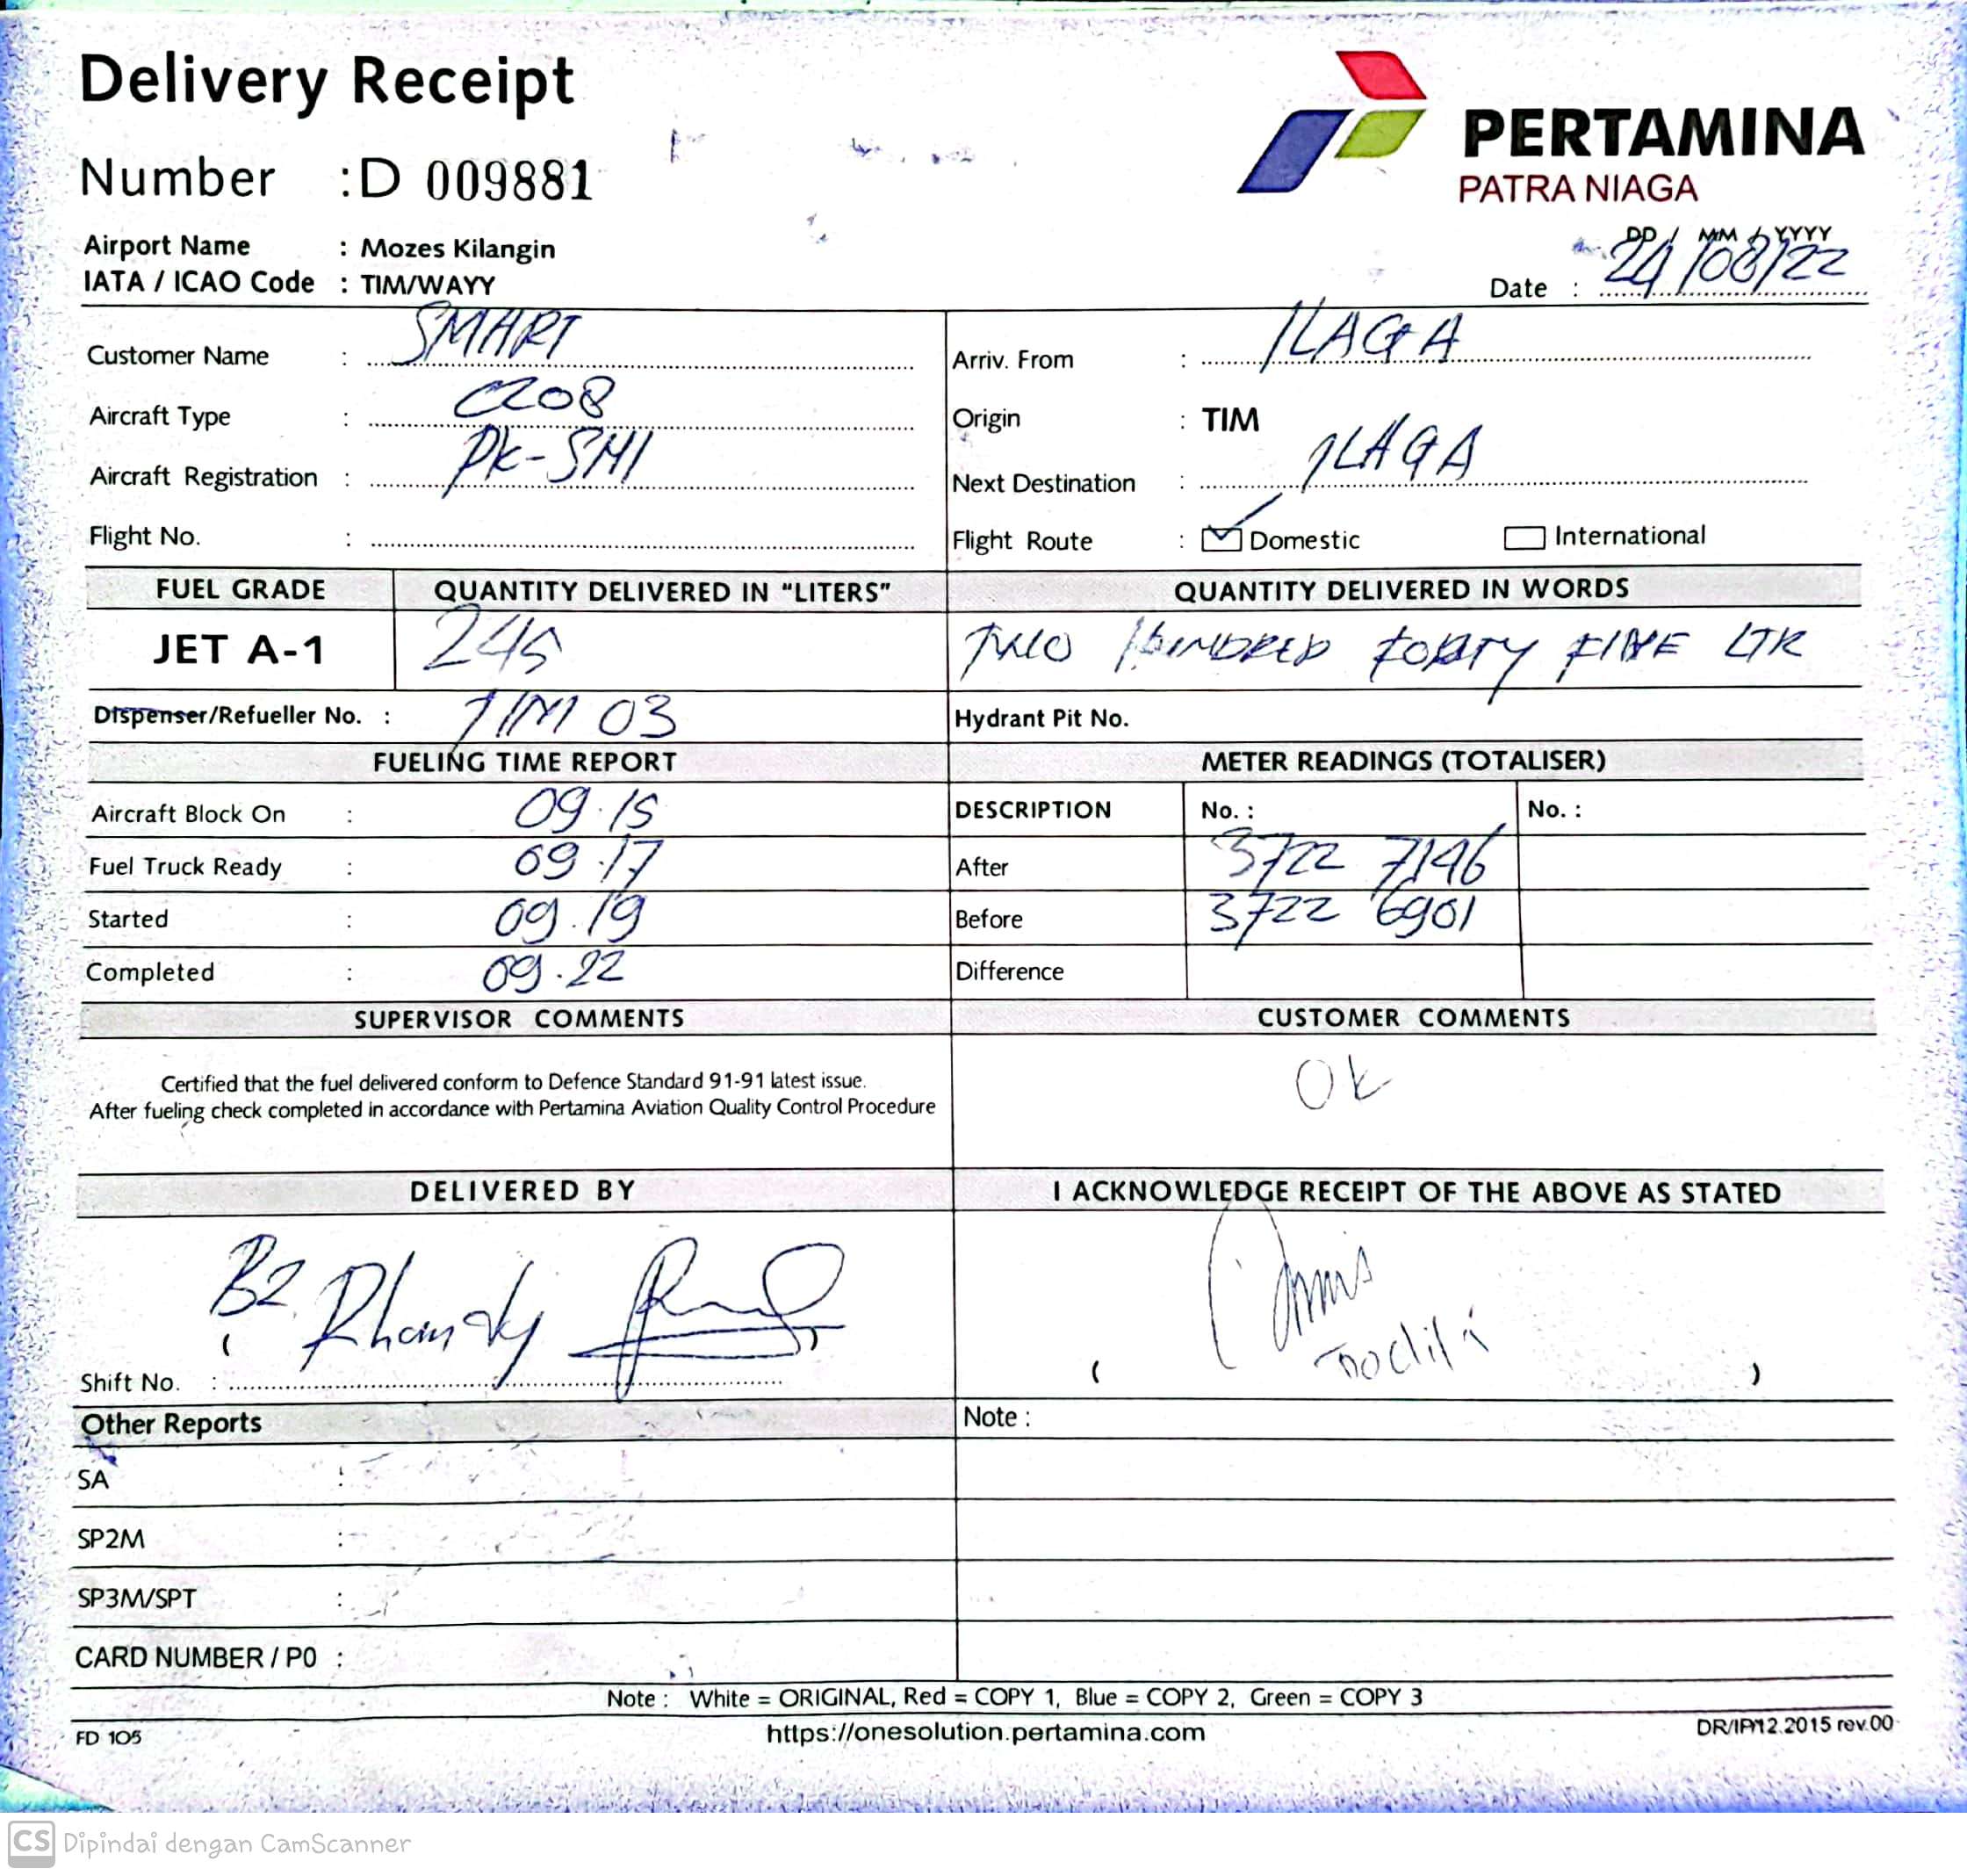 Delivery Receipt
Number : D 009881
PERTAMINA
PATRA NIAGA
Airport Name : Mozes Kilangin
IATA / ICAO Code : TIM/WAYY
DD / MM / YYYY
Date : 24/08/22
Customer Name : SMART
Arriv. From : ILAGA
Aircraft Type : C208
Origin : TIM
Aircraft Registration : PK-SMI
Next Destination : ILAGA
Flight No. :
Flight Route : Domestic International
FUEL GRADE QUANTITY DELIVERED IN "LITERS" QUANTITY DELIVERED IN WORDS
JET A-1 245 TWO HUNDRED FORTY FIVE LTR
Dispenser/Refueller No. : TIM 03 Hydrant Pit No.
FUELING TIME REPORT METER READINGS (TOTALISER)
Aircraft Block On : 09.15 DESCRIPTION No. : No. :
Fuel Truck Ready : 09.17 After 3722 7146
Started : 09.19 Before 3722 6901
Completed : 09.22 Difference
SUPERVISOR COMMENTS CUSTOMER COMMENTS
Certified that the fuel delivered conform to Defence Standard 91-91 latest issue.
After fueling check completed in accordance with Pertamina Aviation Quality Control Procedure
Ok
DELIVERED BY I ACKNOWLEDGE RECEIPT OF THE ABOVE AS STATED
B2 Rhandy
( )
Shift No. :
Other Reports Note :
SA :
SP2M :
SP3M/SPT :
CARD NUMBER / PO :
Note : White = ORIGINAL, Red = COPY 1, Blue = COPY 2, Green = COPY 3
FD 105 https://onesolution.pertamina.com DR/IP/12.2015 rev.00
CS Dipindai dengan CamScanner